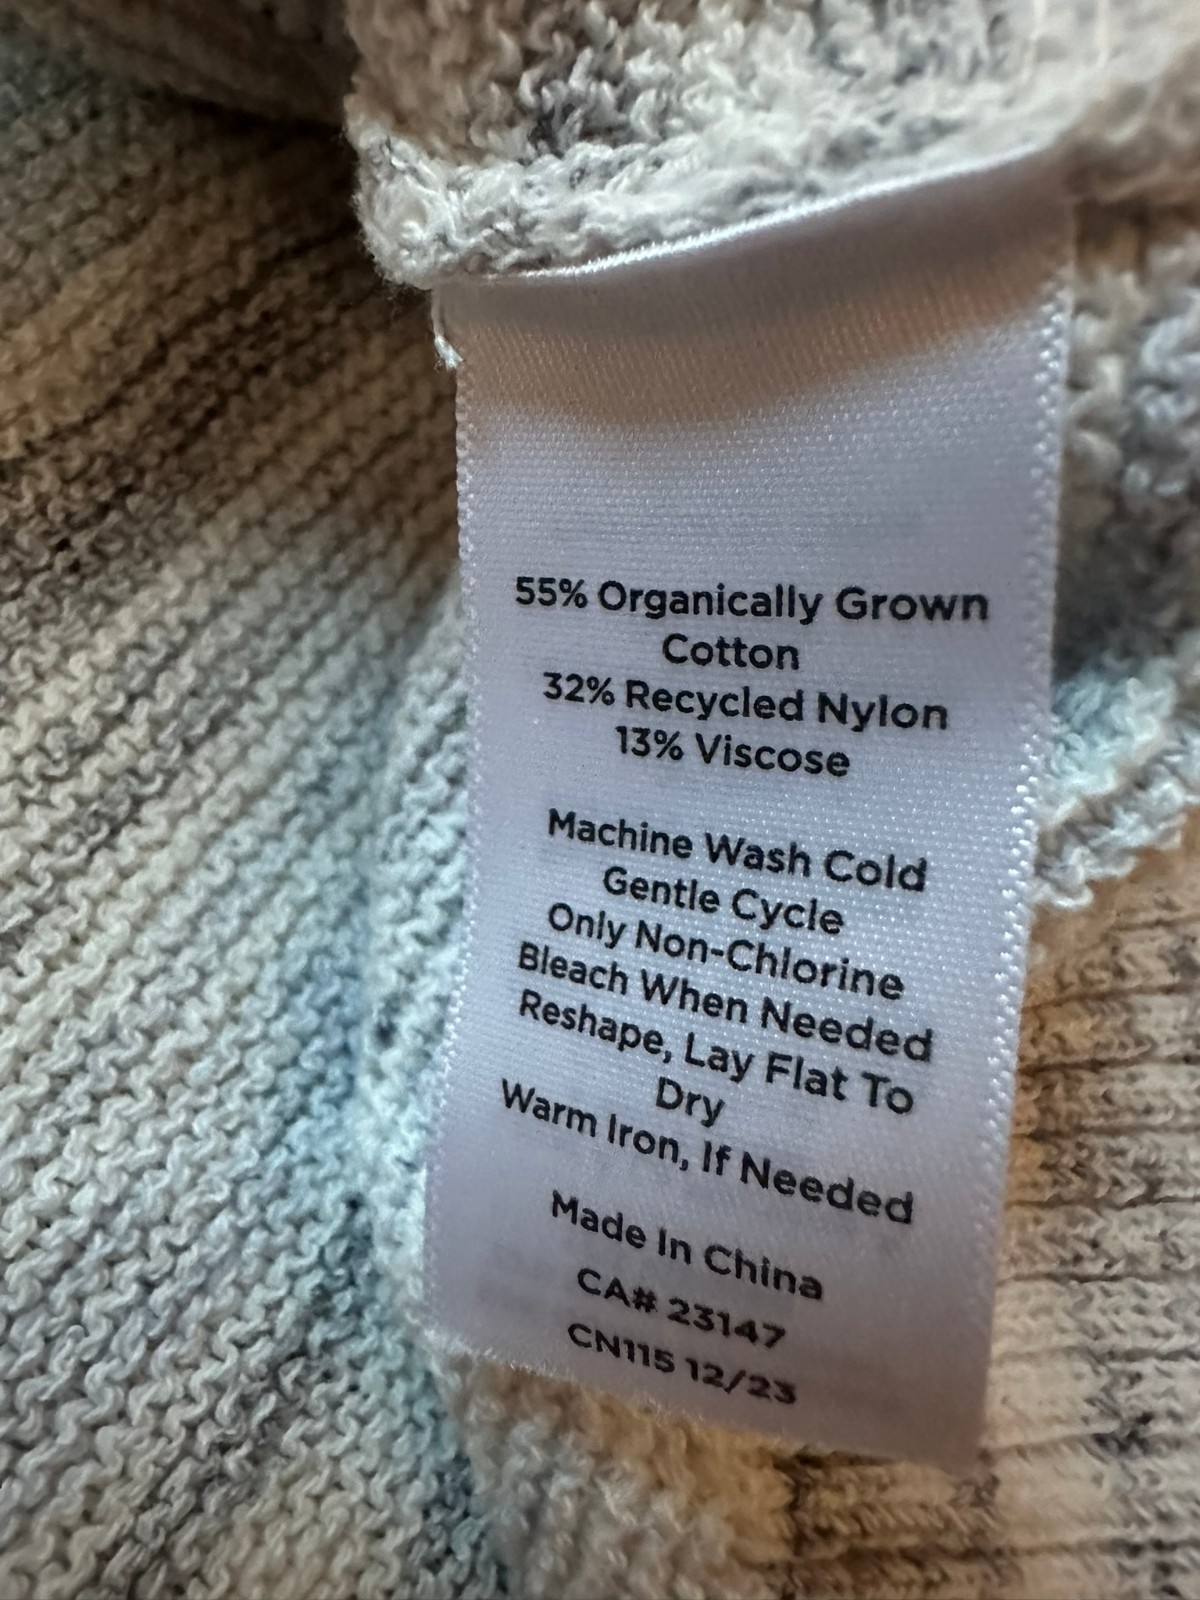 55% Organically Grown
Cotton
32% Recycled Nylon
13% Viscose
Machine Wash Cold
Gentle Cycle
Only Non-Chlorine
Bleach When Needed
Reshape, Lay Flat To
Dry
Warm Iron, If Needed
Made In China
CA# 23147
CN115 12/23